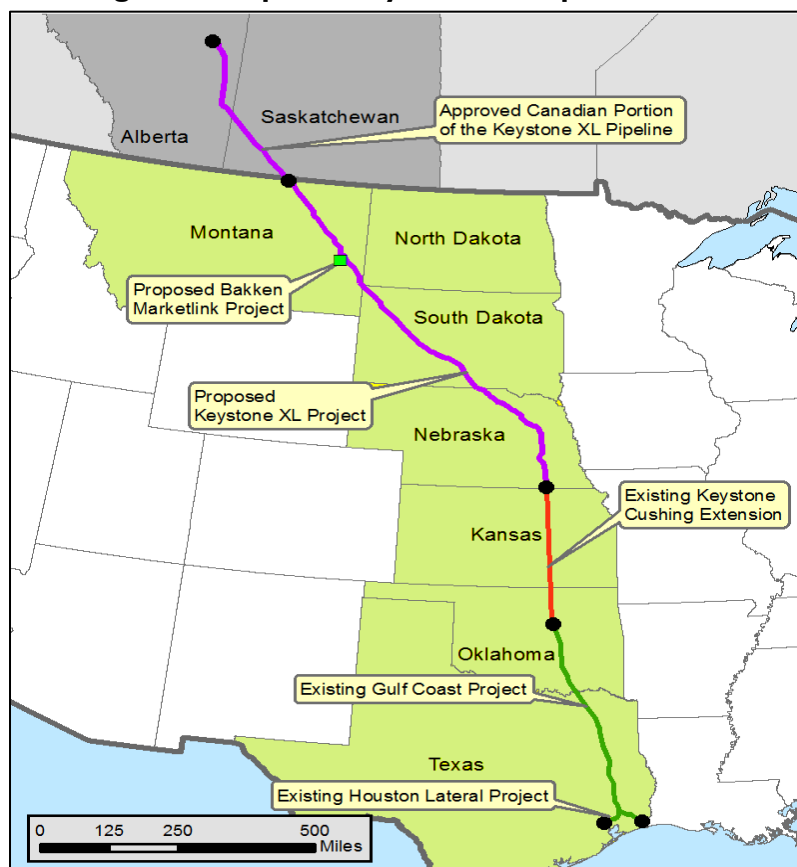 Alberta
Saskatchewan
Approved Canadian Portion
of the Keystone XL Pipeline
Montana
North Dakota
Proposed Bakken
Marketlink Project
South Dakota
Proposed
Keystone XL Project
Nebraska
Existing Keystone
Cushing Extension
Kansas
Oklahoma
Existing Gulf Coast Project
Texas
Existing Houston Lateral Project
0 125 250 500
Miles